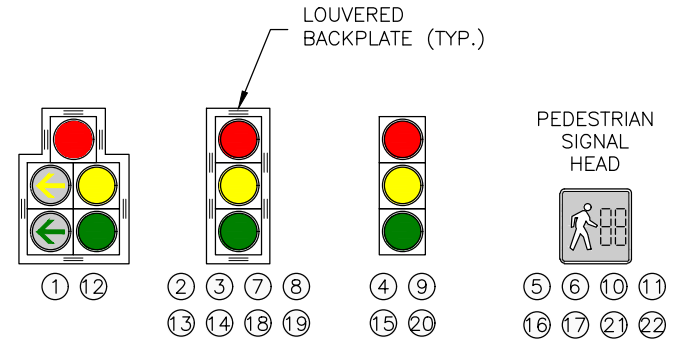 LOUVERED
BACKPLATE (TYP.)
PEDESTRIAN
SIGNAL
HEAD
1 12
2 3 7 8
13 14 18 19
4 9
15 20
5 6 10 11
16 17 21 22